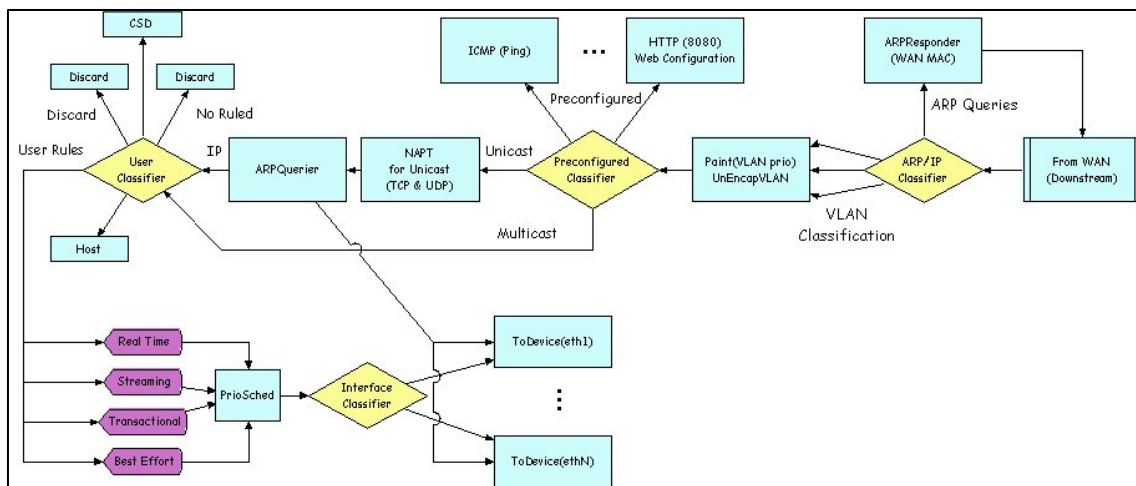 CSD
Discard
Discard
Discard
No Ruled
User Rules
User
Classifier
IP
Host
ARPQuerier
NAPT
for Unicast
(TCP & UDP)
Unicast
Multicast
ICMP (Ping)
...
HTTP (8080)
Web Configuration
Preconfigured
Preconfigured
Classifier
Paint(VLAN prio)
UnEncapVLAN
ARPResponder
(WAN MAC)
ARP Queries
ARP/IP
Classifier
VLAN
Classification
From WAN
(Downstream)
Real Time
Streaming
Transactional
Best Effort
PrioSched
Interface
Classifier
ToDevice(eth1)
ToDevice(ethN)